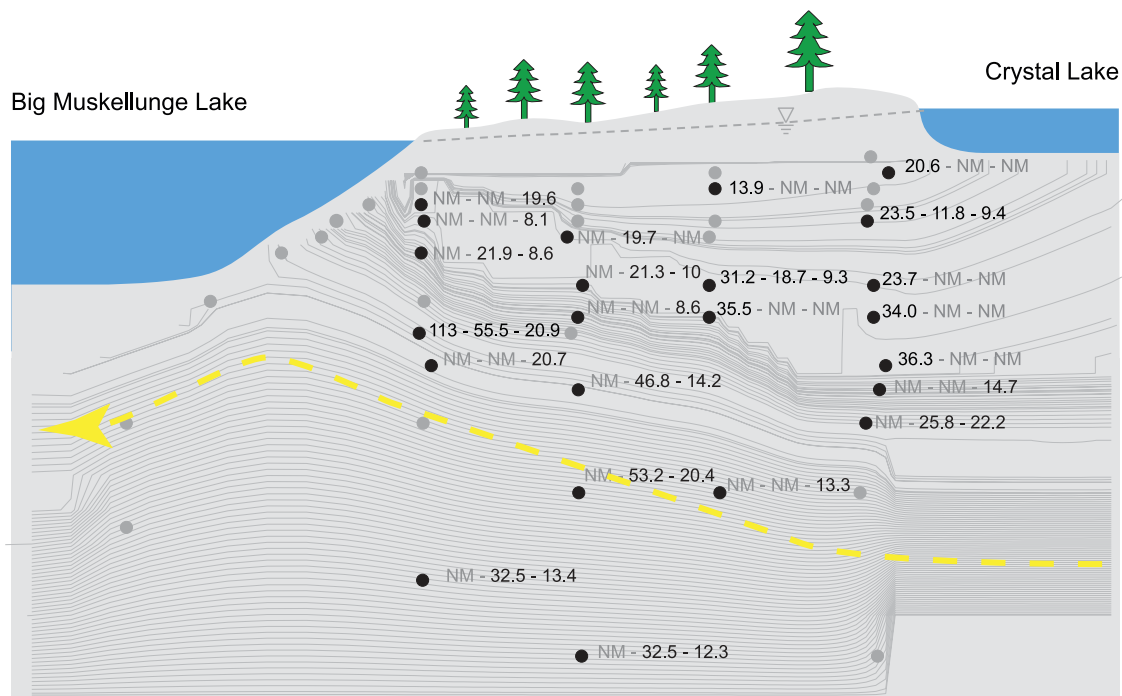 Crystal Lake
Big Muskellunge Lake
20.6 - NM - NM
13.9 - NM - NM
NM - NM - 19.6
NM - NM - 8.1
23.5 - 11.8 - 9.4
NM - 19.7 - NM
NM - 21.9 - 8.6
NM - 21.3 - 10
31.2 - 18.7 - 9.3
23.7 - NM - NM
NM - NM - 8.6
35.5 - NM - NM
34.0 - NM - NM
113 - 55.5 - 20.9
NM - NM - 20.7
36.3 - NM - NM
NM - 46.8 - 14.2
NM - NM - 14.7
NM - 25.8 - 22.2
NM - 53.2 - 20.4
NM - NM - 13.3
NM - 32.5 - 13.4
NM - 32.5 - 12.3